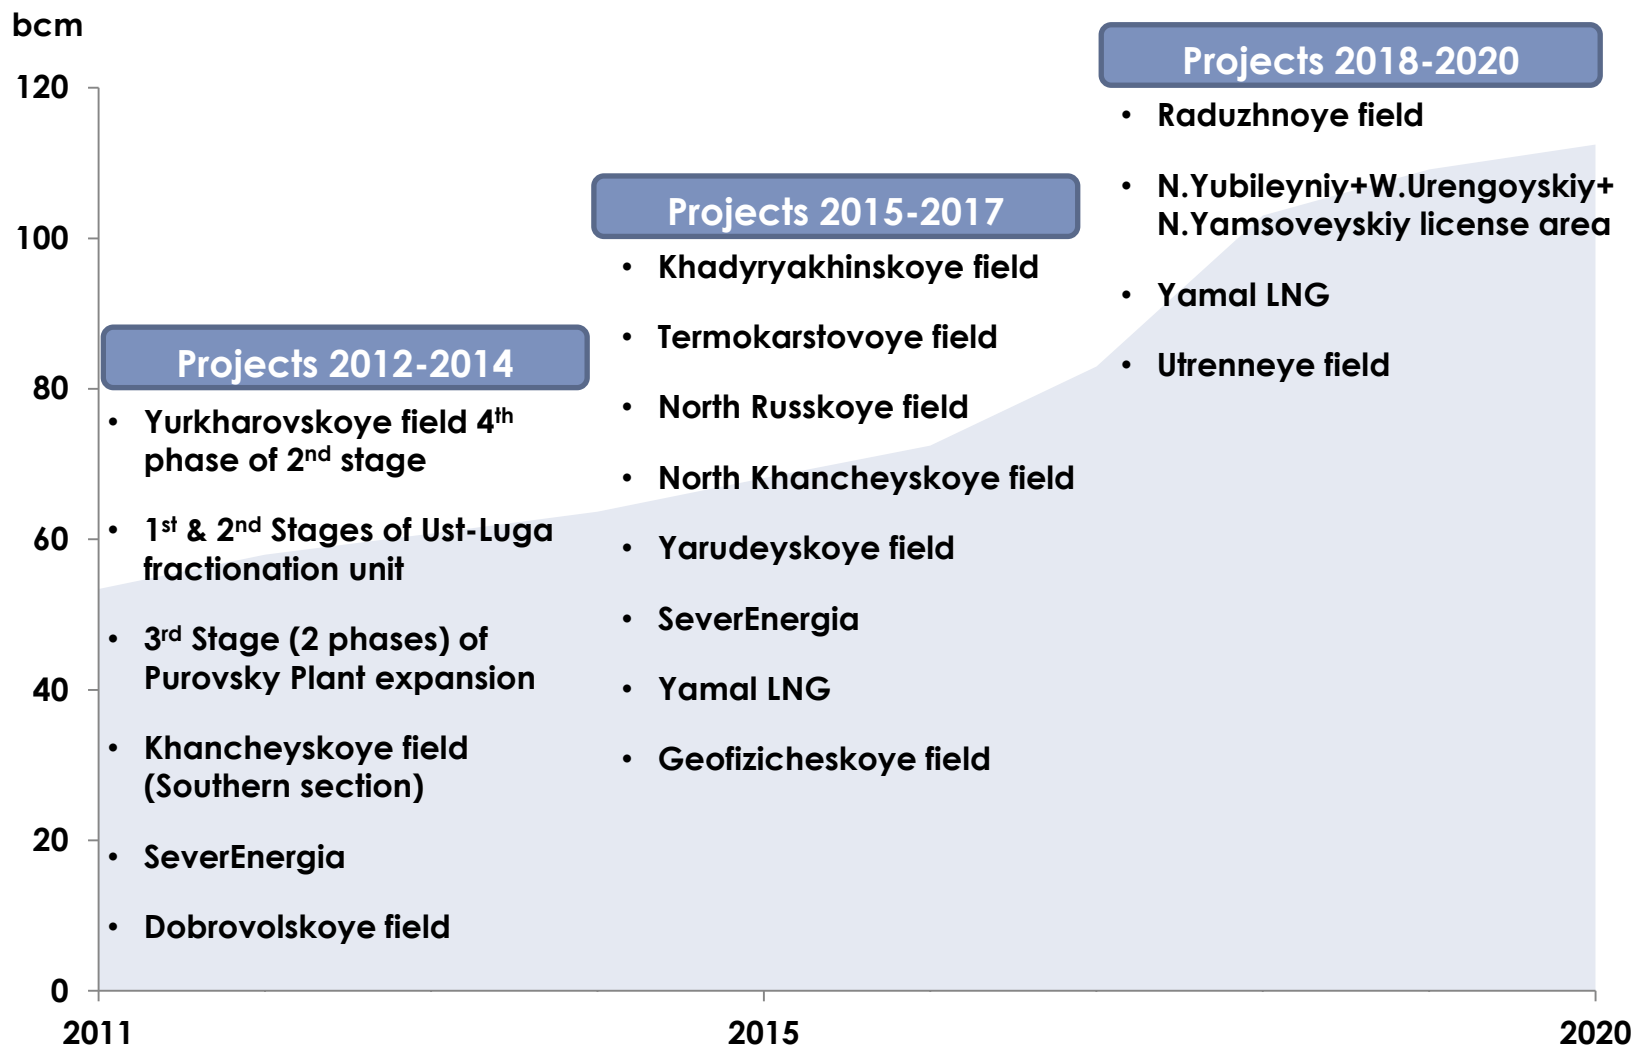 bcm
120
100
80
60
40
20
0
2011
2015
2020
Projects 2012-2014
• Yurkharovskoye field 4th
phase of 2nd stage
• 1st & 2nd Stages of Ust-Luga
fractionation unit
• 3rd Stage (2 phases) of
Purovsky Plant expansion
• Khancheyskoye field
(Southern section)
• SeverEnergia
• Dobrovolskoye field
Projects 2015-2017
• Khadyryakhinskoye field
• Termokarstovoye field
• North Russkoye field
• North Khancheyskoye field
• Yarudeyskoye field
• SeverEnergia
• Yamal LNG
• Geofizicheskoye field
Projects 2018-2020
• Raduzhnoye field
• N.Yubileyniy+W.Urengoyskiy+
N.Yamsoveyskiy license area
• Yamal LNG
• Utrenneye field